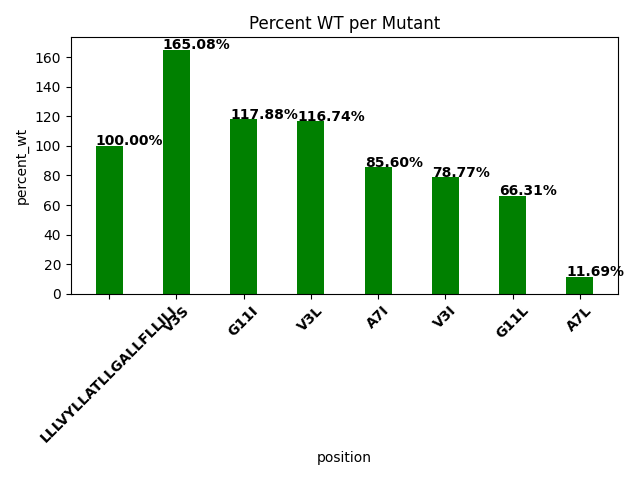 Percent WT per Mutant
percent_wt
160
140
120
100
80
60
40
20
0
100.00%
165.08%
117.88%
116.74%
85.60%
78.77%
66.31%
11.69%
V3S
G11I
V3L
A7I
V3I
G11L
A7L
position